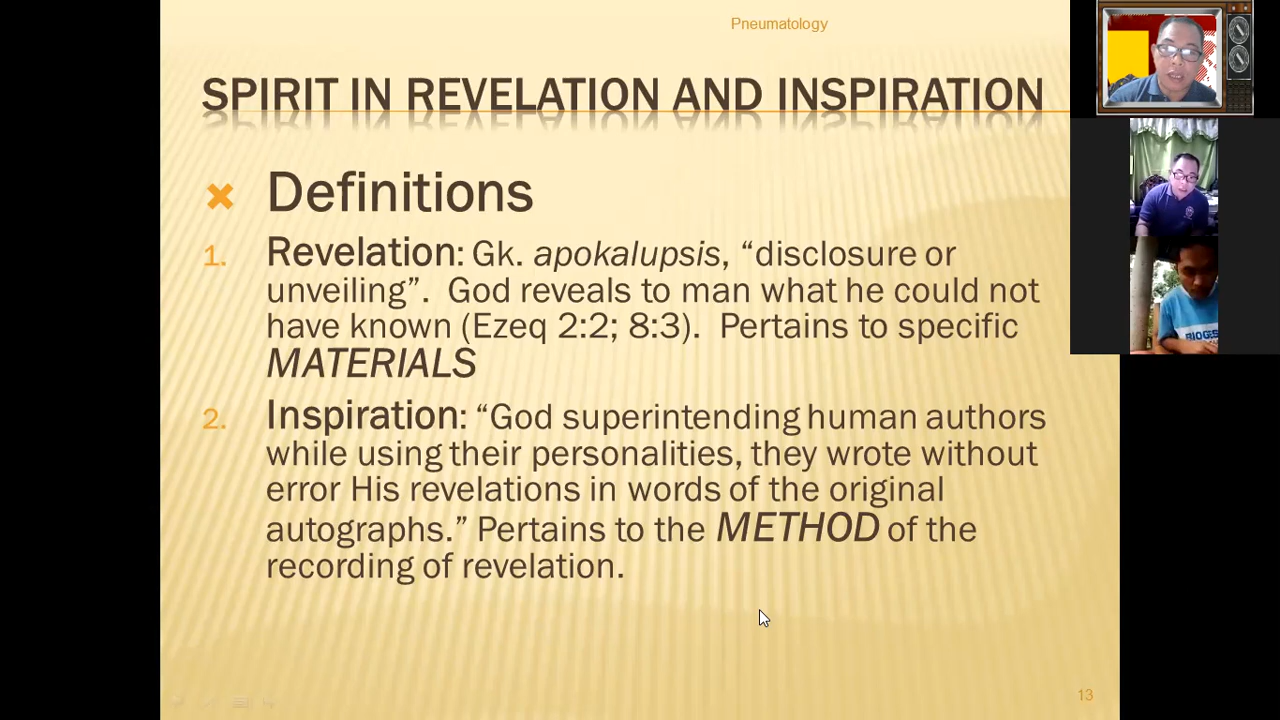 Pneumatology
SPIRIT IN REVELATION AND INSPIRATION
Definitions
1. Revelation: Gk. apokalupsis, “disclosure or
unveiling”. God reveals to man what he could not
have known (Ezeq 2:2; 8:3). Pertains to specific
MATERIALS
2. Inspiration: “God superintending human authors
while using their personalities, they wrote without
error His revelations in words of the original
autographs.” Pertains to the METHOD of the
recording of revelation.
13